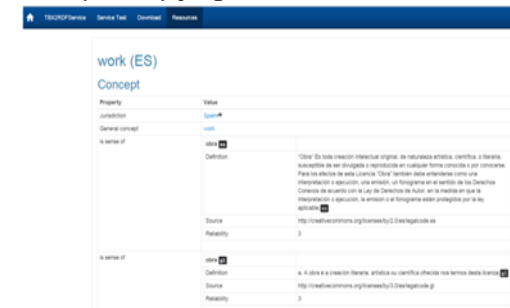 TBX2RDFService Service Test Download Resources
work (ES)
Concept
Property Value
Jurisdiction Spain
General concept work
is sense of obra es
Definition "Obra" Es toda creación intelectual original, de naturaleza artística, científica, o literaria,
susceptible de ser divulgada o reproducida en cualquier forma conocida o por conocerse.
Para los efectos de esta Licencia "Obra" también debe entenderse como una
interpretación o ejecución, una emisión, un fonograma en el sentido de los Derechos
Conexos de acuerdo con la Ley de Derechos de Autor, en la medida en que la
interpretación o ejecución, la emisión o el fonograma estén protegidos por la ley
aplicable es
Source http://creativecommons.org/licenses/by/2.0/es/legalcode.es
Reliability 3
is sense of obra gl
Definition a. A obra é a creación literaria, artística ou científica ofrecida nos termos desta licenza gl
Source http://creativecommons.org/licenses/by/3.0/es/legalcode.gl
Reliability 3